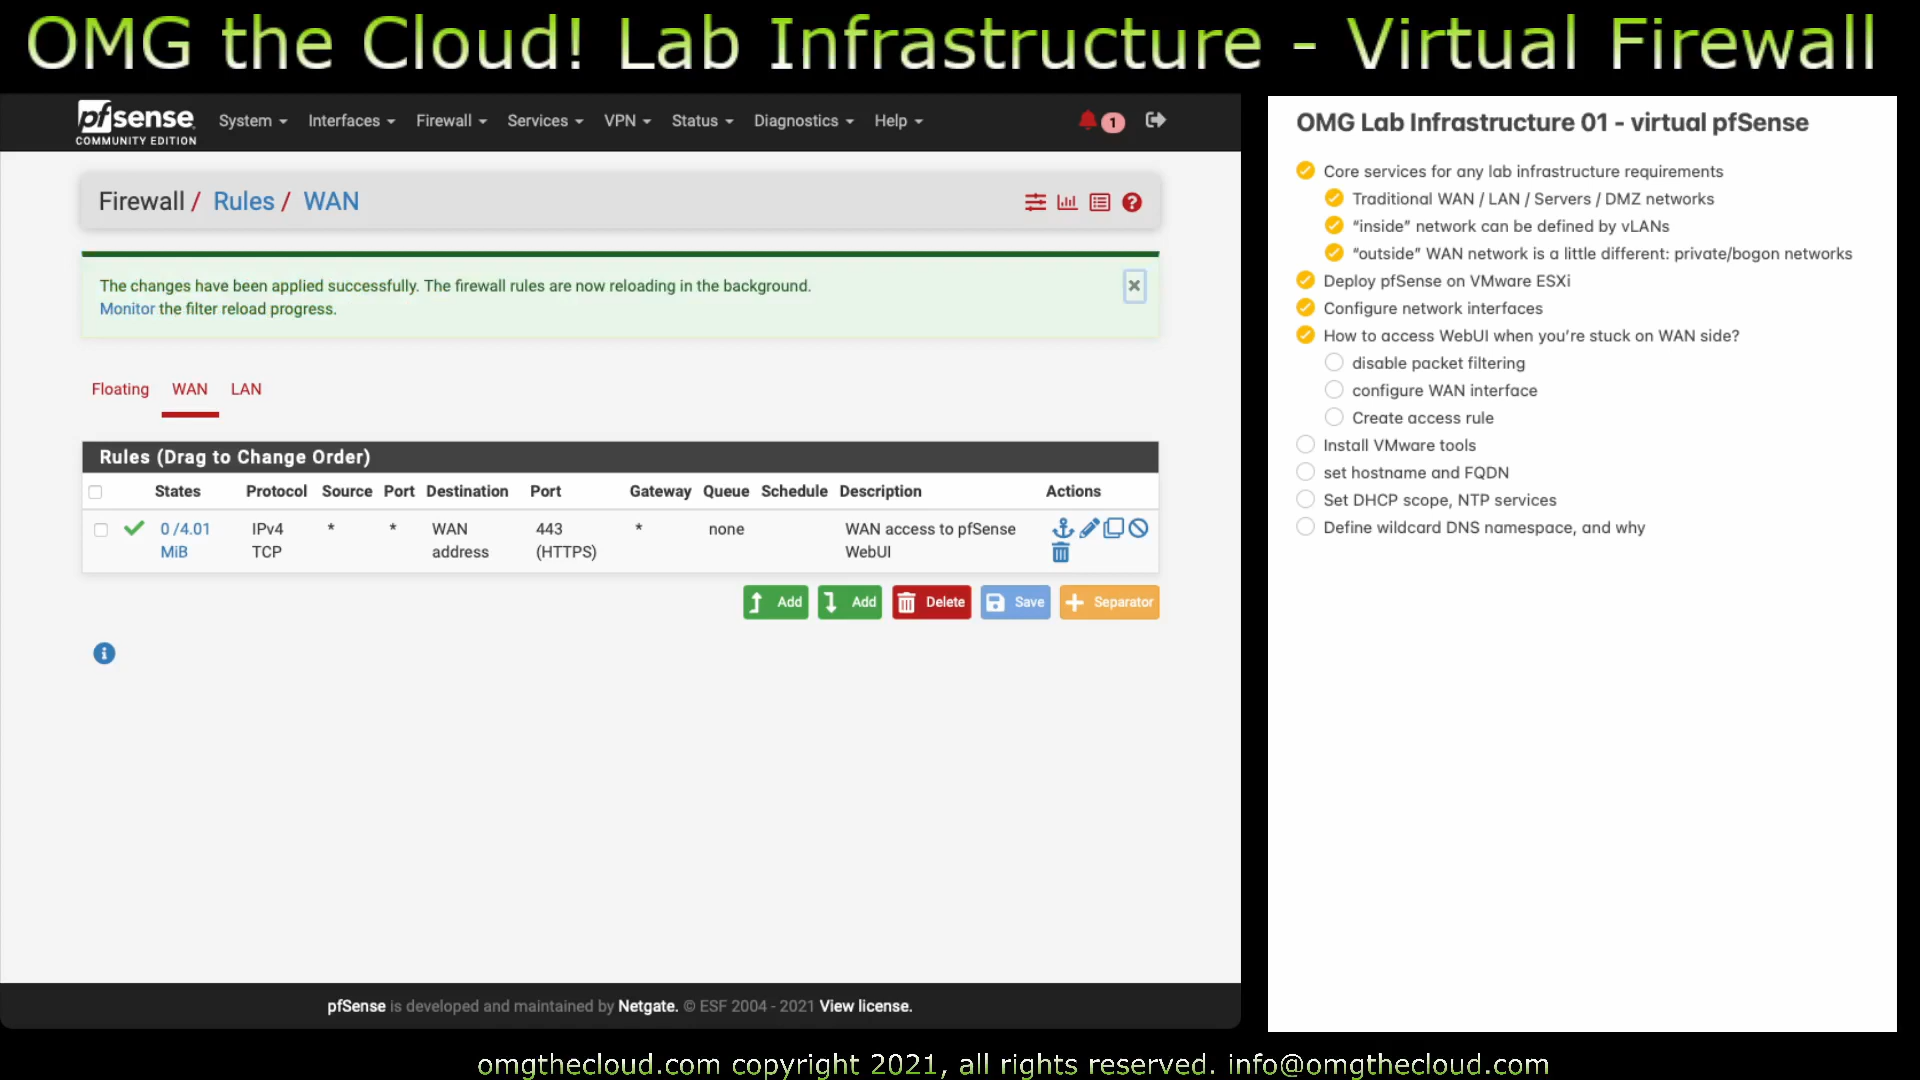 OMG the Cloud! Lab Infrastructure - Virtual Firewall
pfsense
COMMUNITY EDITION
System
Interfaces
Firewall
Services
VPN
Status
Diagnostics
Help
1
Firewall / Rules / WAN
The changes have been applied successfully. The firewall rules are now reloading in the background.
Monitor the filter reload progress.
×
Floating
WAN
LAN
Rules (Drag to Change Order)
States Protocol Source Port Destination Port Gateway Queue Schedule Description Actions
0 /4.01 IPv4 * * WAN 443 * none WAN access to pfSense
MiB TCP address (HTTPS) WebUI
Add
Add
Delete
Save
Separator
pfSense is developed and maintained by Netgate. © ESF 2004 - 2021 View license.
OMG Lab Infrastructure 01 - virtual pfSense
Core services for any lab infrastructure requirements
Traditional WAN / LAN / Servers / DMZ networks
“inside” network can be defined by vLANs
“outside” WAN network is a little different: private/bogon networks
Deploy pfSense on VMware ESXi
Configure network interfaces
How to access WebUI when you’re stuck on WAN side?
disable packet filtering
configure WAN interface
Create access rule
Install VMware tools
set hostname and FQDN
Set DHCP scope, NTP services
Define wildcard DNS namespace, and why
omgthecloud.com copyright 2021, all rights reserved. info@omgthecloud.com